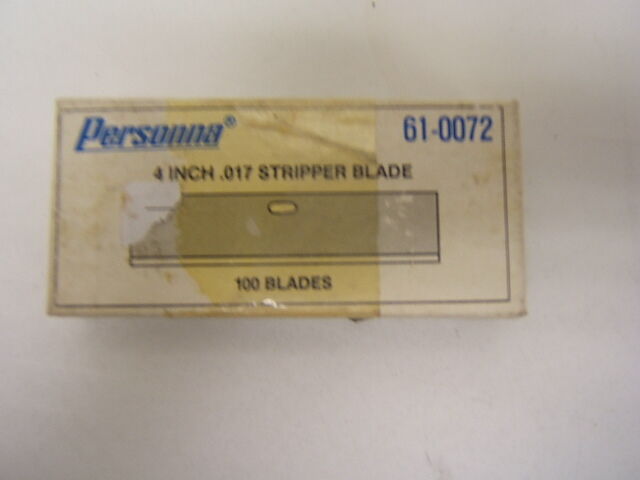 Personna® 61-0072
4 INCH .017 STRIPPER BLADE
100 BLADES